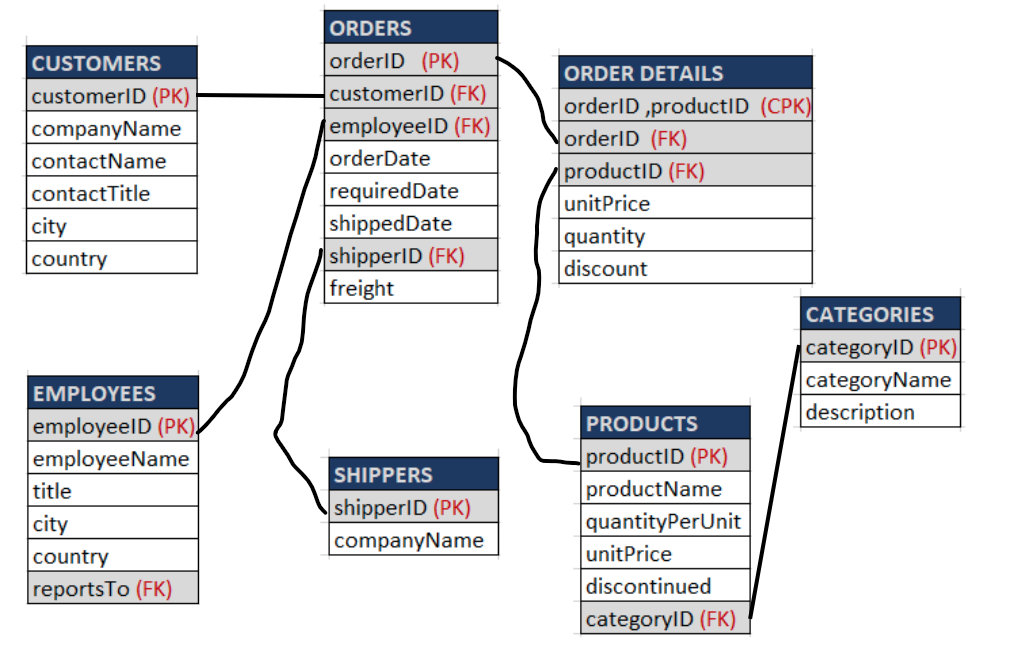 CUSTOMERS
customerID (PK)
companyName
contactName
contactTitle
city
country
ORDERS
orderID (PK)
customerID (FK)
employeeID (FK)
orderDate
requiredDate
shippedDate
shipperID (FK)
freight
ORDER DETAILS
orderID ,productID (CPK)
orderID (FK)
productID (FK)
unitPrice
quantity
discount
CATEGORIES
categoryID (PK)
categoryName
description
EMPLOYEES
employeeID (PK)
employeeName
title
city
country
reportsTo (FK)
SHIPPERS
shipperID (PK)
companyName
PRODUCTS
productID (PK)
productName
quantityPerUnit
unitPrice
discontinued
categoryID (FK)